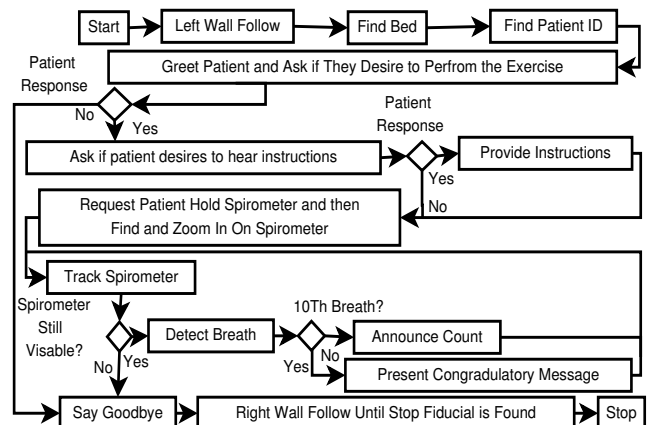 Start
Left Wall Follow
Find Bed
Find Patient ID
Patient
Response
Greet Patient and Ask if They Desire to Perfrom the Exercise
No
Yes
Patient
Response
Ask if patient desires to hear instructions
Provide Instructions
Yes
No
Request Patient Hold Spirometer and then
Find and Zoom In On Spirometer
Track Spirometer
Spirometer
Still
Visable?
10Th Breath?
Detect Breath
Announce Count
No
Yes
No
Yes
Present Congradulatory Message
Say Goodbye
Right Wall Follow Until Stop Fiducial is Found
Stop